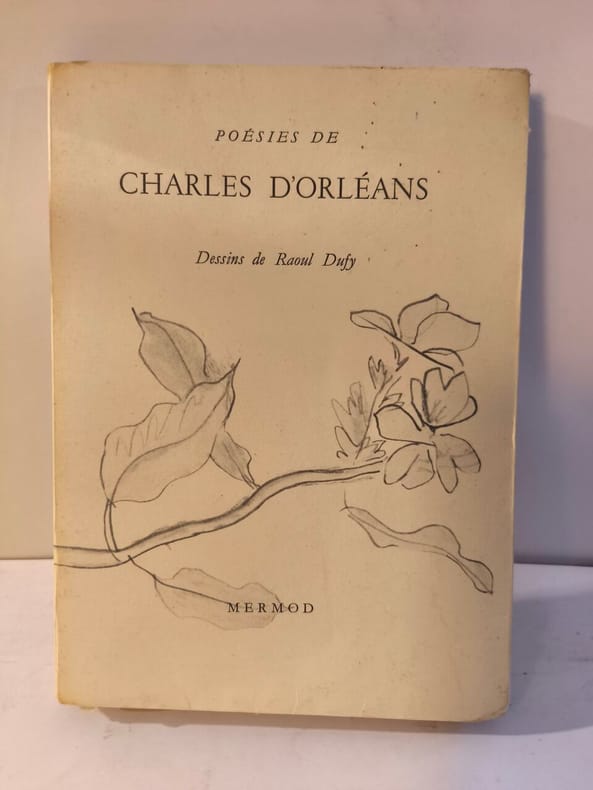 POÉSIES DE
CHARLES D'ORLÉANS
Dessins de Raoul Dufy
MERMOD